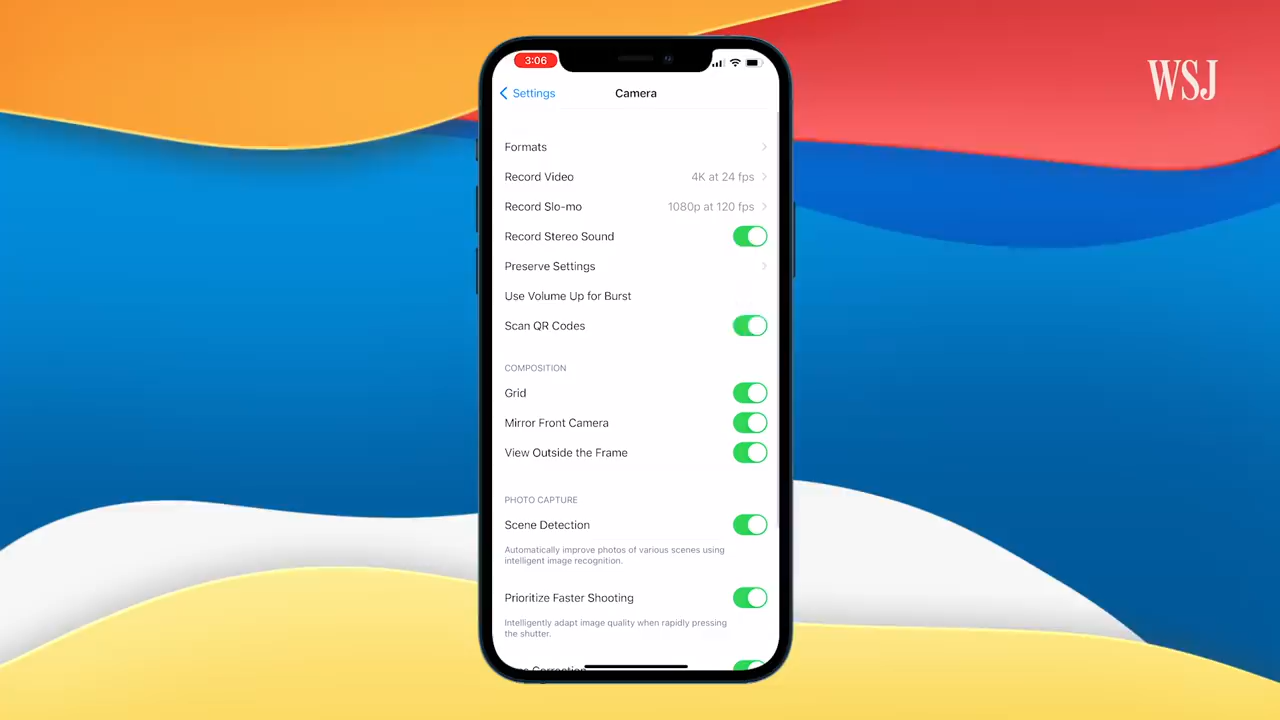 3:06
WSJ
Settings
Camera
Formats
Record Video 4K at 24 fps
Record Slo-mo 1080p at 120 fps
Record Stereo Sound
Preserve Settings
Use Volume Up for Burst
Scan QR Codes
COMPOSITION
Grid
Mirror Front Camera
View Outside the Frame
PHOTO CAPTURE
Scene Detection
Automatically improve photos of various scenes using
intelligent image recognition.
Prioritize Faster Shooting
Intelligently adapt image quality when rapidly pressing
the shutter.
Correction